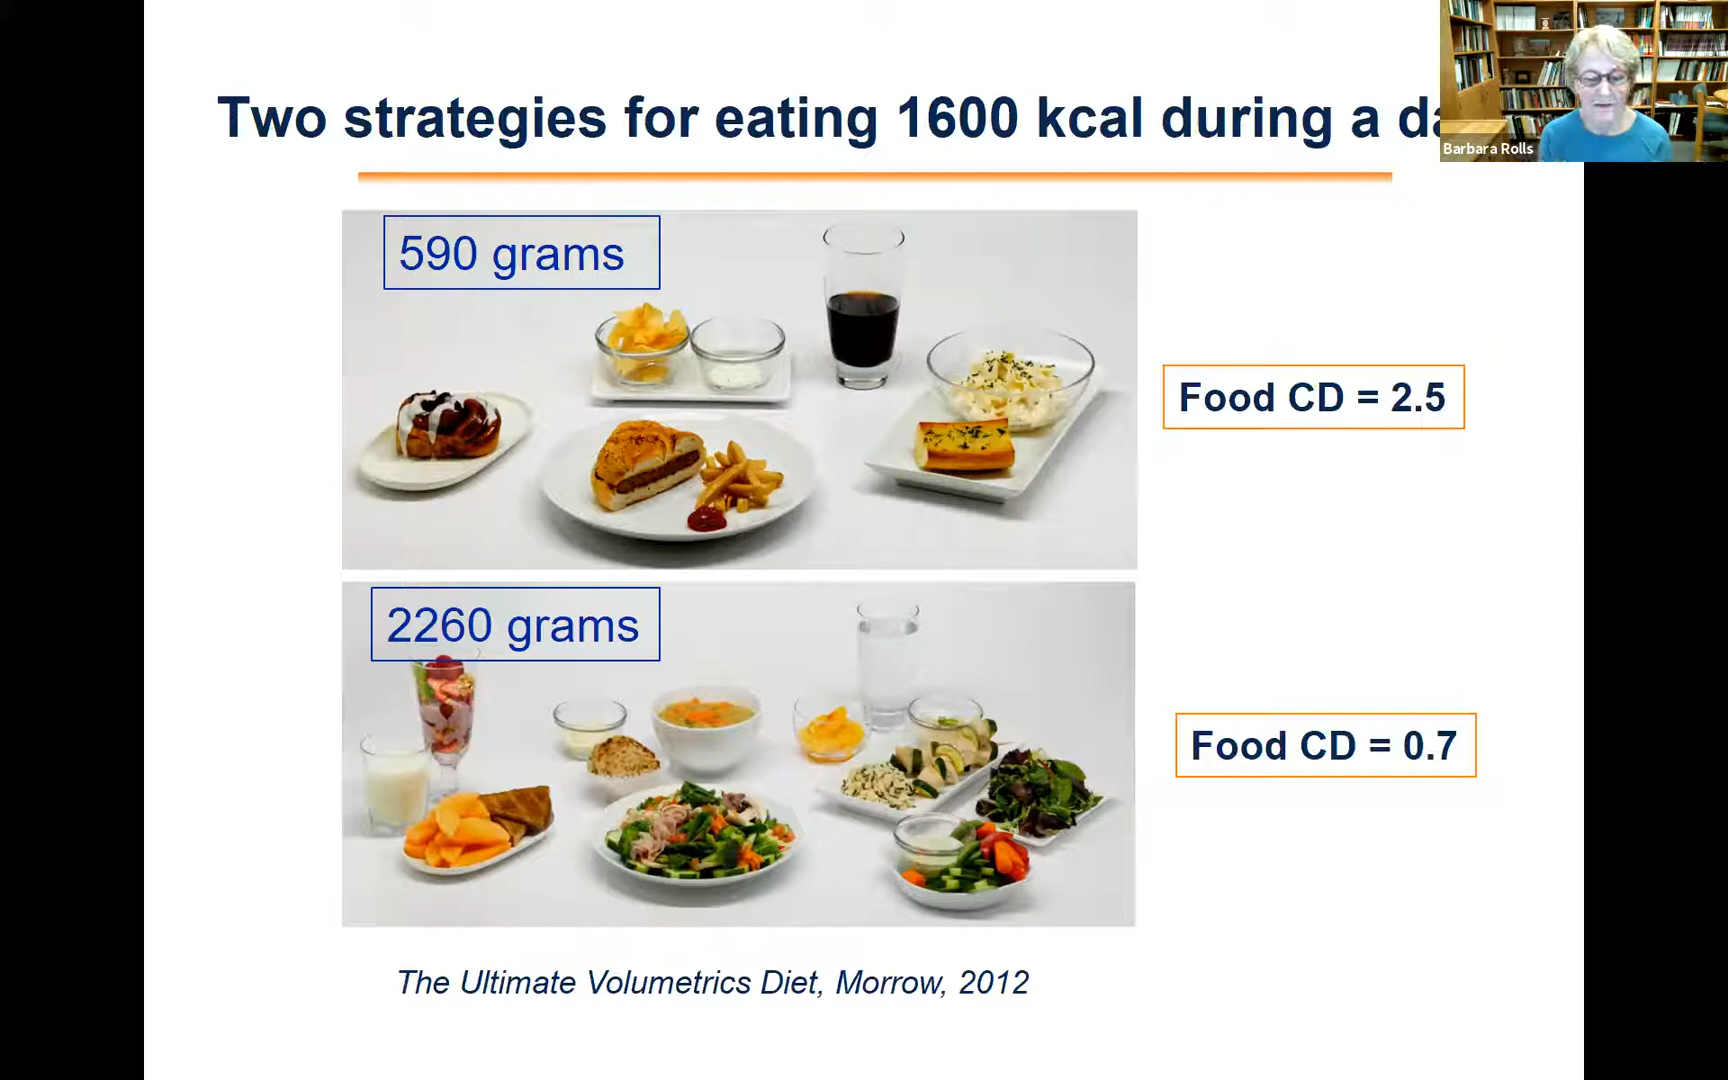 Two strategies for eating 1600 kcal during a da
Barbara Rolls
590 grams
Food CD = 2.5
2260 grams
Food CD = 0.7
The Ultimate Volumetrics Diet, Morrow, 2012